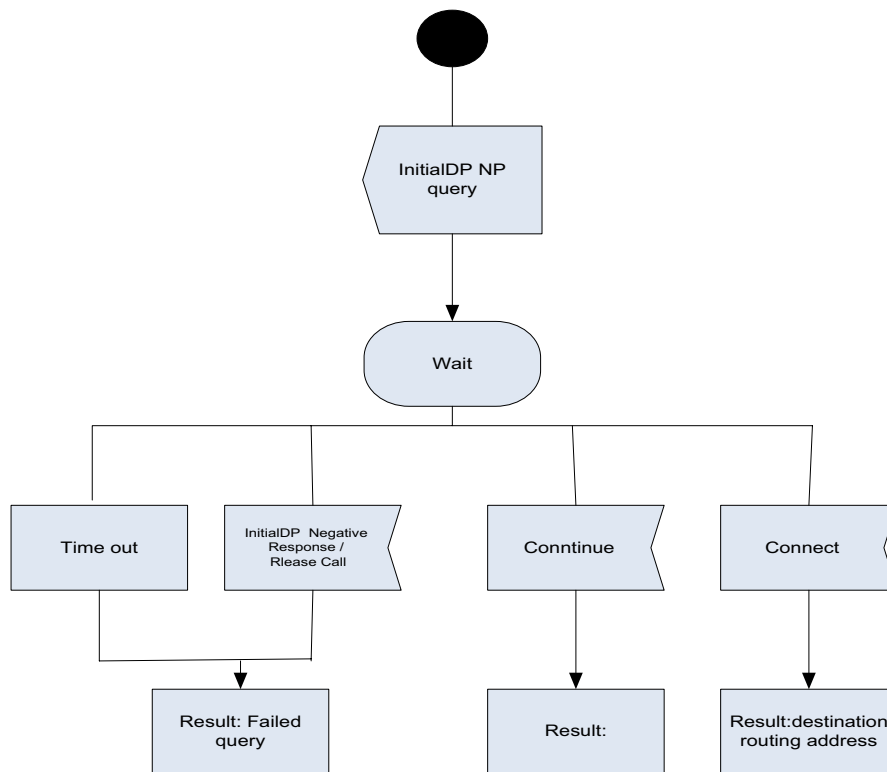 InitialDP NP
query
Wait
Time out
InitialDP Negative
Response /
Rlease Call
Conntinue
Connect
Result: Failed
query
Result:
Result:destination
routing address